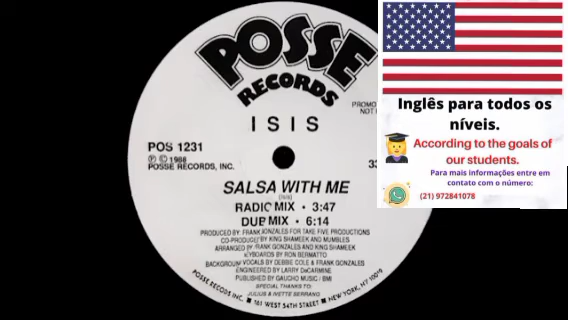 POSSE
RECORDS
ISIS
PROMO
NOT
POS 1231
℗ © 1988
POSSE RECORDS, INC.
33
SALSA WITH ME
RADIO MIX • 3:47
DUB MIX • 6:14
PRODUCED BY: FRANK GONZALES FOR TAKE FIVE PRODUCTIONS
CO-PRODUCED BY KING SHAMEEK AND MUMBLES
ARRANGED BY FRANK GONZALES AND KING SHAMEEK
KEYBOARDS BY RON BERMATTO
BACKGROUND VOCALS BY DEBBIE COLE & FRANK GONZALES
ENGINEERED BY LARRY DeCARMINE
PUBLISHED BY GAUCHO MUSIC / BMI
SPECIAL THANKS TO:
JULIUS & IVETTE SERRANO
POSSE RECORDS INC. ■ 161 WEST 54TH STREET ■ NEW YORK, NY 10019
Inglês para todos os
níveis.
According to the goals of
our students.
Para mais informações entre em
contato com o número:
(21) 972841078